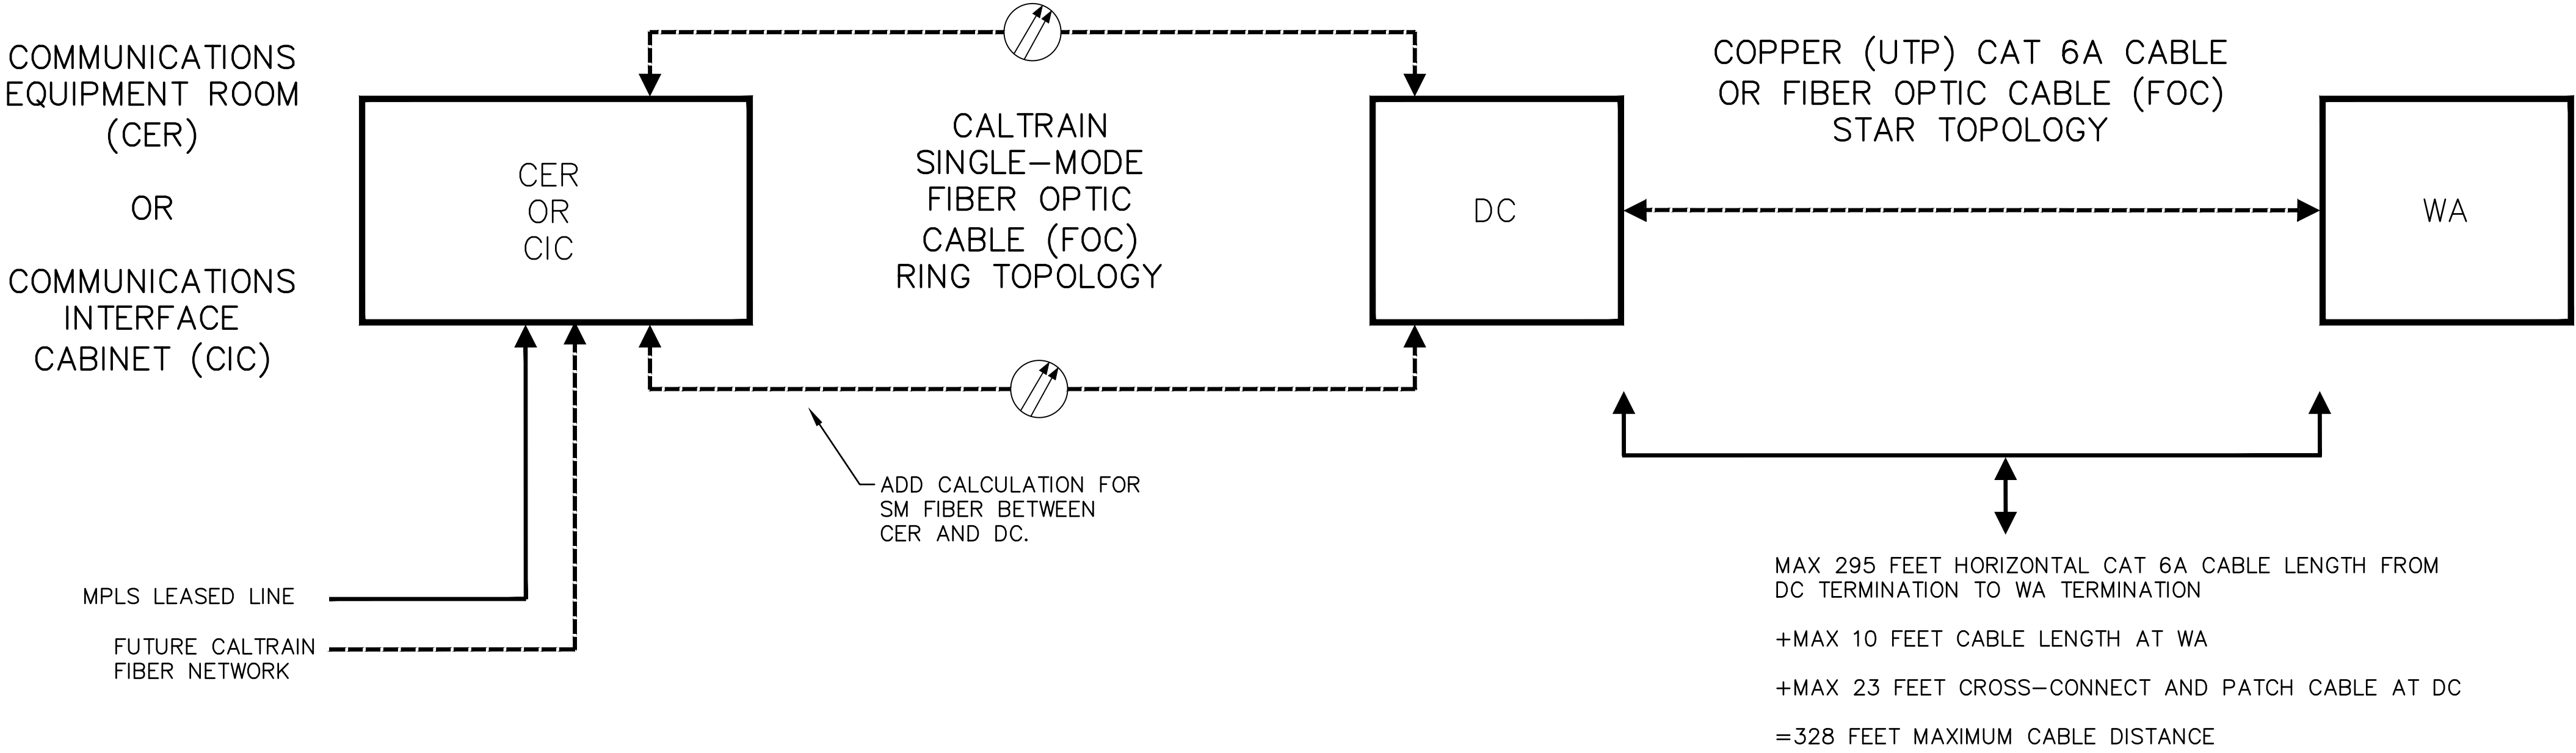 COMMUNICATIONS
EQUIPMENT ROOM
(CER)
OR
COMMUNICATIONS
INTERFACE
CABINET (CIC)
CER
OR
CIC
CALTRAIN
SINGLE-MODE
FIBER OPTIC
CABLE (FOC)
RING TOPOLOGY
DC
COPPER (UTP) CAT 6A CABLE
OR FIBER OPTIC CABLE (FOC)
STAR TOPOLOGY
WA
ADD CALCULATION FOR
SM FIBER BETWEEN
CER AND DC.
MPLS LEASED LINE
FUTURE CALTRAIN
FIBER NETWORK
MAX 295 FEET HORIZONTAL CAT 6A CABLE LENGTH FROM
DC TERMINATION TO WA TERMINATION
+MAX 10 FEET CABLE LENGTH AT WA
+MAX 23 FEET CROSS-CONNECT AND PATCH CABLE AT DC
=328 FEET MAXIMUM CABLE DISTANCE